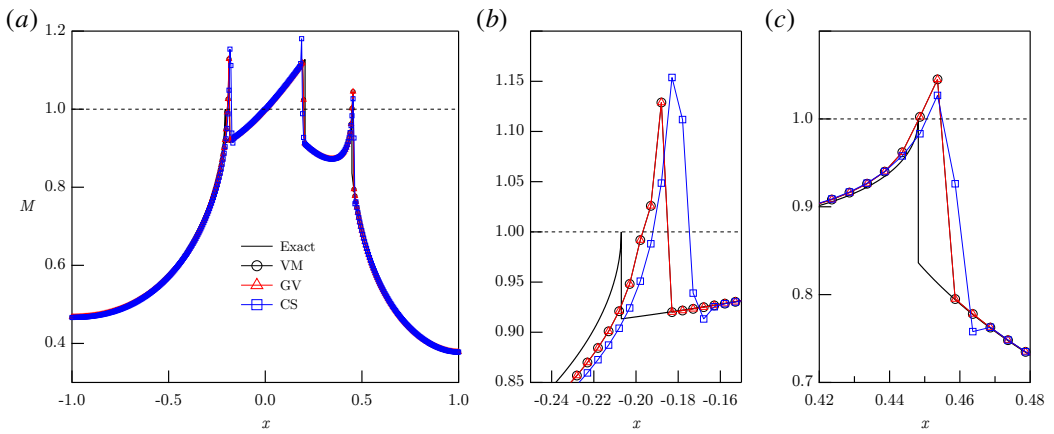 (a)
1.2
1.0
0.8
0.6
0.4
M
Exact
VM
GV
CS
-1.0 -0.5 0.0 0.5 1.0
x
(b)
1.15
1.10
1.05
1.00
0.95
0.90
0.85
-0.24 -0.22 -0.20 -0.18 -0.16
x
(c)
1.0
0.9
0.8
0.7
0.42 0.44 0.46 0.48
x